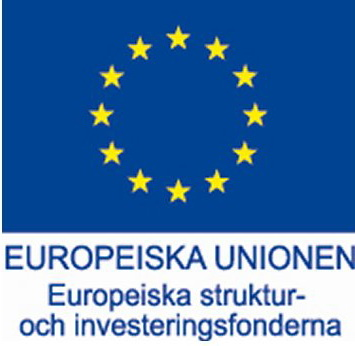 EUROPEISKA UNIONEN
Europeiska struktur-
och investeringsfonderna